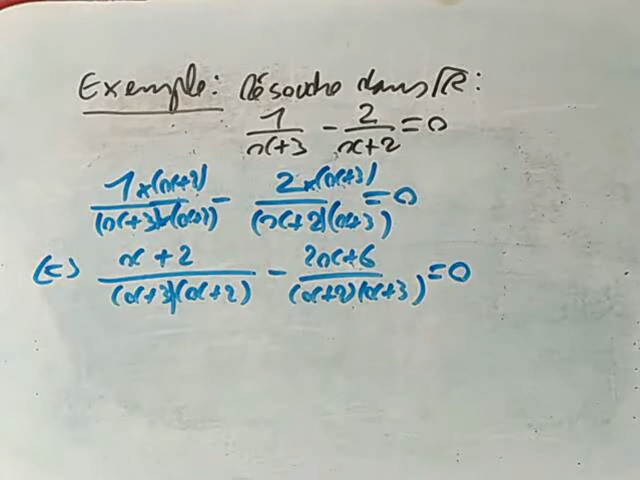 Exemple: Résoudre dans ℝ:
1/(x+3) - 2/(x+2) = 0
1×(x+2)/((x+3)×(x+2)) - 2×(x+3)/((x+2)(x+3)) = 0
(=) x+2/((x+3)(x+2)) - 2x+6/((x+2)(x+3)) = 0